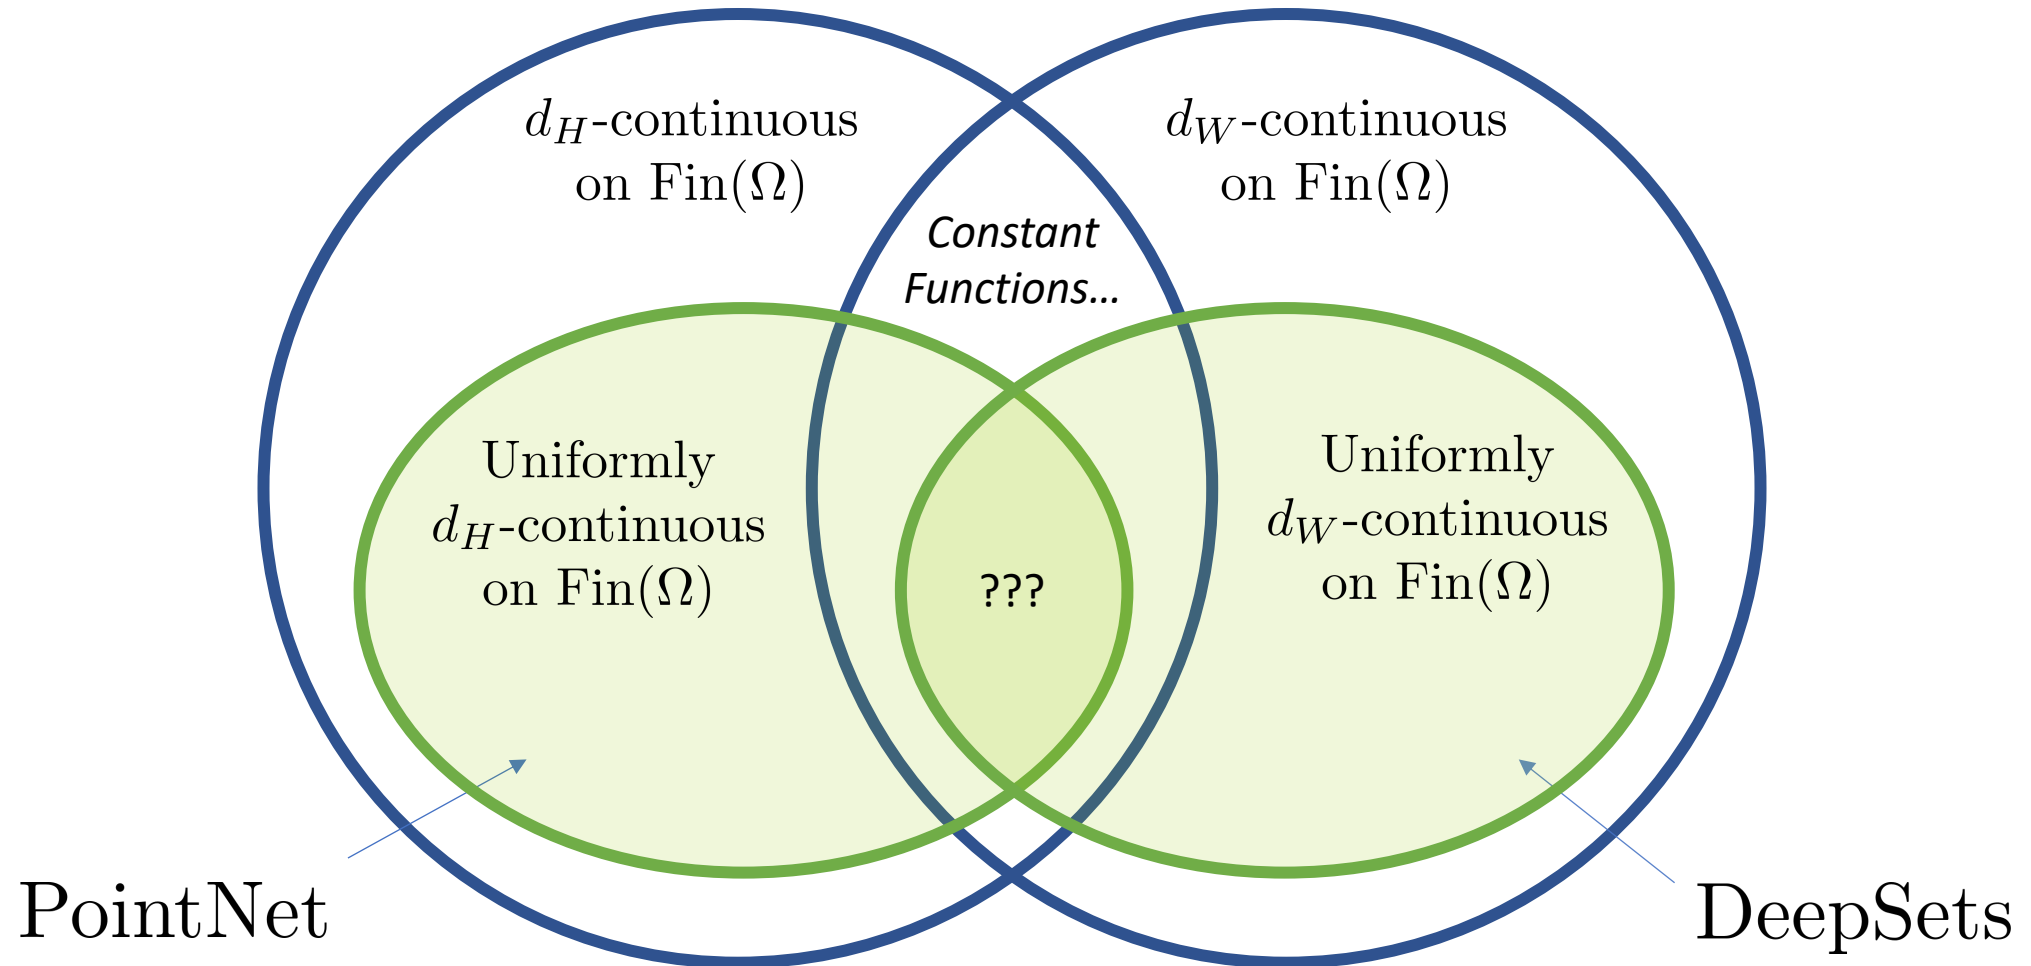 $d_H$-continuous
on Fin(Ω)
$d_W$-continuous
on Fin(Ω)
Constant
Functions...
Uniformly
$d_H$-continuous
on Fin(Ω)
???
Uniformly
$d_W$-continuous
on Fin(Ω)
PointNet
DeepSets